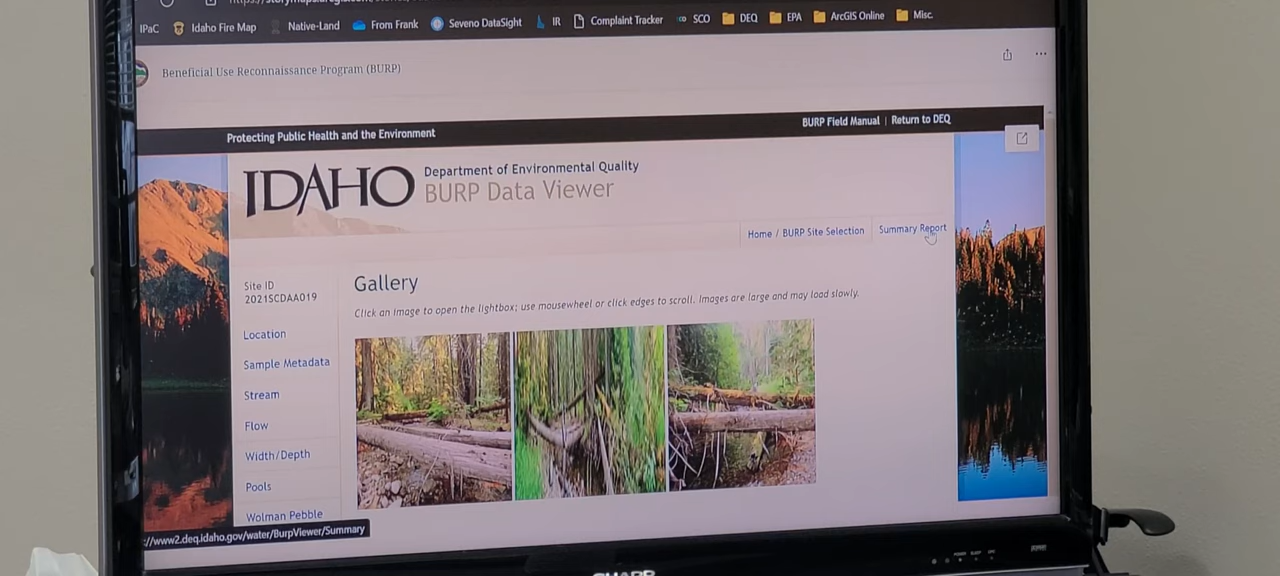 IPaC Idaho Fire Map Native-Land From Frank Seveno DataSight IR Complaint Tracker SCO DEQ EPA ArcGIS Online Misc.
Beneficial Use Reconnaissance Program (BURP)
Protecting Public Health and the Environment
BURP Field Manual | Return to DEQ
IDAHO
Department of Environmental Quality
BURP Data Viewer
Home / BURP Site Selection
Summary Report
Site ID
2021SCDAA019
Location
Sample Metadata
Stream
Flow
Width/Depth
Pools
Wolman Pebble
Gallery
Click an image to open the lightbox; use mousewheel or click edges to scroll. Images are large and may load slowly.
://www2.deq.idaho.gov/water/BurpViewer/Summary
SHARP